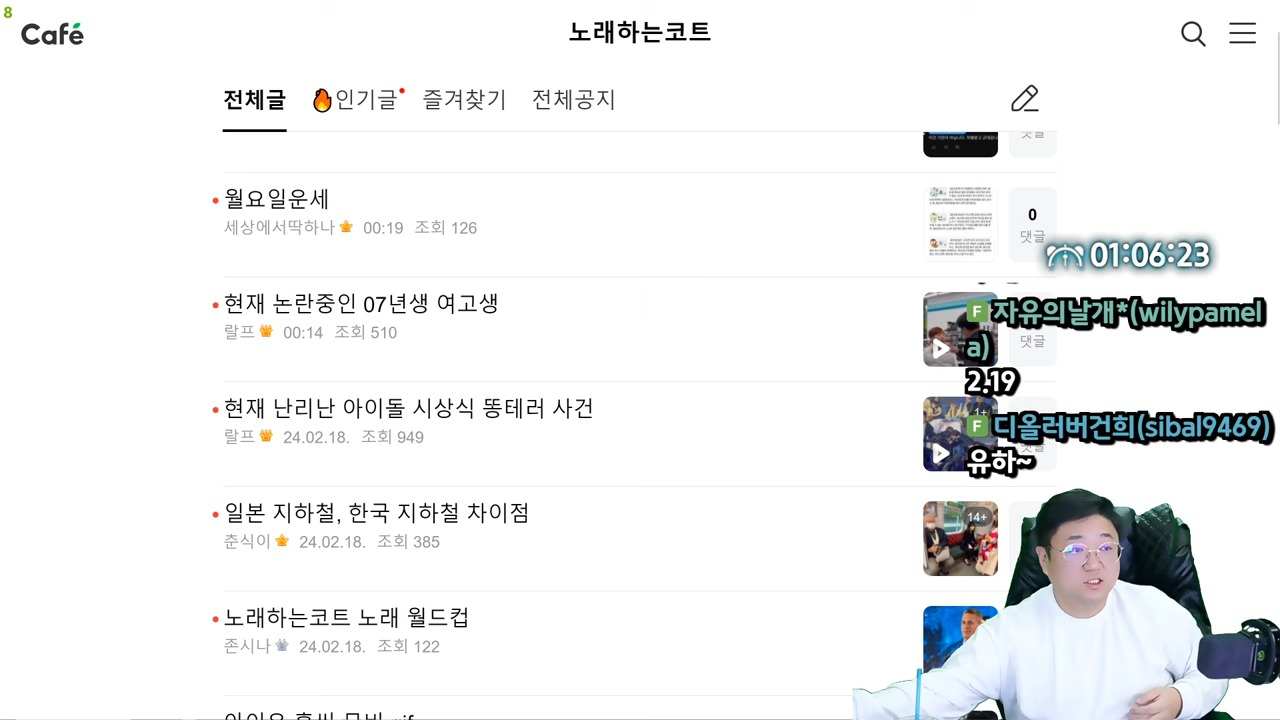 8
Café
노래하는코트
전체글
인기글
즐겨찾기
전체공지
댓글
월요일운세
00:19 조회 126
0
댓글
01:06:23
현재 논란중인 07년생 여고생
랄프 00:14 조회 510
댓글
F 자유의날개*(wilypamel
a)
2.19
현재 난리난 아이돌 시상식 똥테러 사건
랄프 24.02.18. 조회 949
1+
댓글
F 디올러버건희(sibal9469)
유하~
일본 지하철, 한국 지하철 차이점
춘식이 24.02.18. 조회 385
14+
노래하는코트 노래 월드컵
존시나 24.02.18. 조회 122